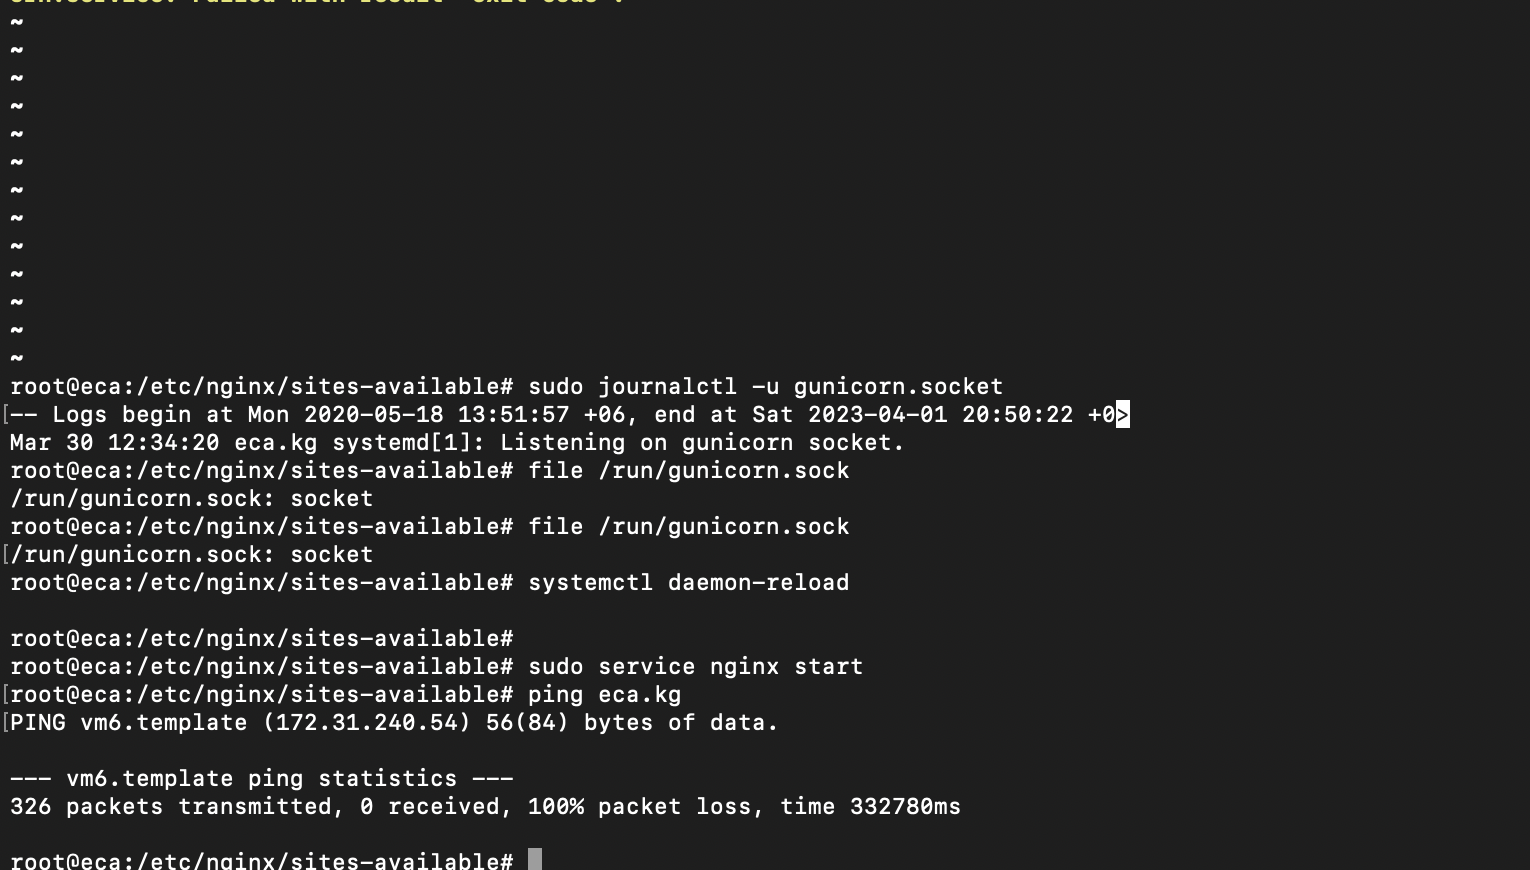 ~
~
~
~
~
~
~
~
~
~
~
~
~
root@eca:/etc/nginx/sites-available# sudo journalctl -u gunicorn.socket
[-- Logs begin at Mon 2020-05-18 13:51:57 +06, end at Sat 2023-04-01 20:50:22 +0>
Mar 30 12:34:20 eca.kg systemd[1]: Listening on gunicorn socket.
root@eca:/etc/nginx/sites-available# file /run/gunicorn.sock
/run/gunicorn.sock: socket
root@eca:/etc/nginx/sites-available# file /run/gunicorn.sock
[/run/gunicorn.sock: socket
root@eca:/etc/nginx/sites-available# systemctl daemon-reload
root@eca:/etc/nginx/sites-available#
root@eca:/etc/nginx/sites-available# sudo service nginx start
[root@eca:/etc/nginx/sites-available# ping eca.kg
[PING vm6.template (172.31.240.54) 56(84) bytes of data.
--- vm6.template ping statistics ---
326 packets transmitted, 0 received, 100% packet loss, time 332780ms
root@eca:/etc/nginx/sites-available#